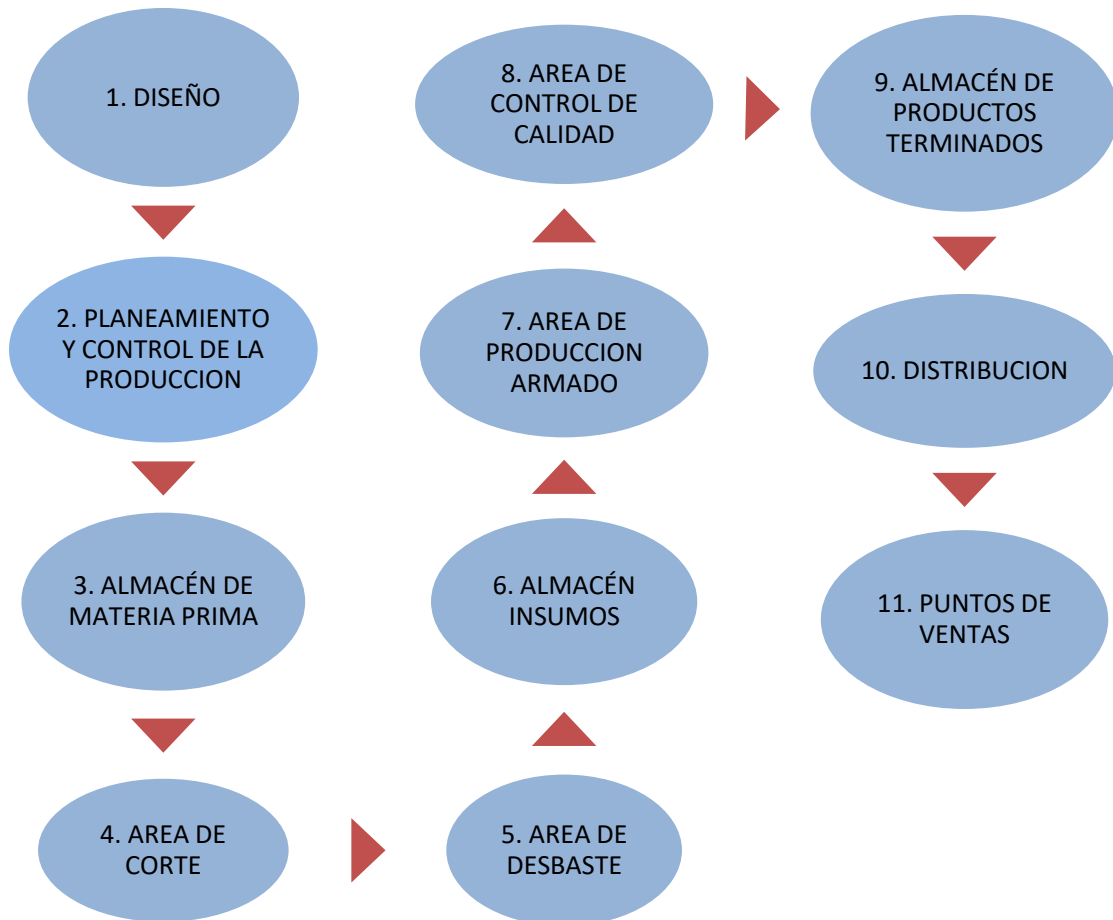 1. DISEÑO
2. PLANEAMIENTO
Y CONTROL DE LA
PRODUCCION
3. ALMACÉN DE
MATERIA PRIMA
4. AREA DE
CORTE
5. AREA DE
DESBASTE
6. ALMACÉN
INSUMOS
7. AREA DE
PRODUCCION
ARMADO
8. AREA DE
CONTROL DE
CALIDAD
9. ALMACÉN DE
PRODUCTOS
TERMINADOS
10. DISTRIBUCION
11. PUNTOS DE
VENTAS